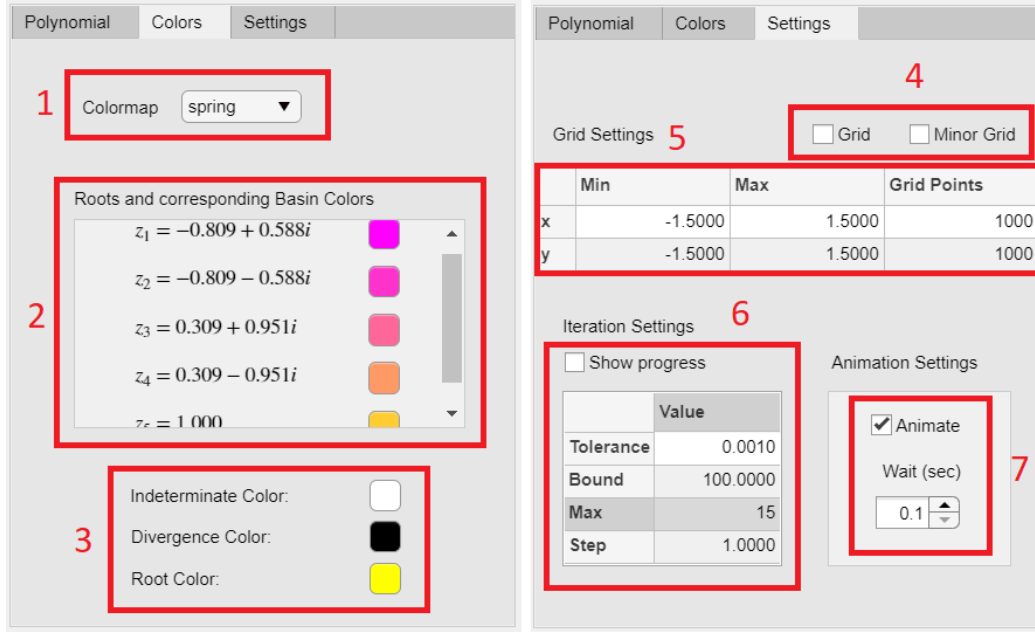 Polynomial Colors Settings
1
Colormap spring
2
Roots and corresponding Basin Colors
z₁ = −0.809 + 0.588i
z₂ = −0.809 − 0.588i
z₃ = 0.309 + 0.951i
z₄ = 0.309 − 0.951i
z₅ = 1.000
3
Indeterminate Color:
Divergence Color:
Root Color:
Polynomial Colors Settings
4
Grid Settings 5 Grid Minor Grid
Min Max Grid Points
x -1.5000 1.5000 1000
y -1.5000 1.5000 1000
6
Iteration Settings
Show progress
Value
Tolerance 0.0010
Bound 100.0000
Max 15
Step 1.0000
Animation Settings
Animate
7
Wait (sec)
0.1